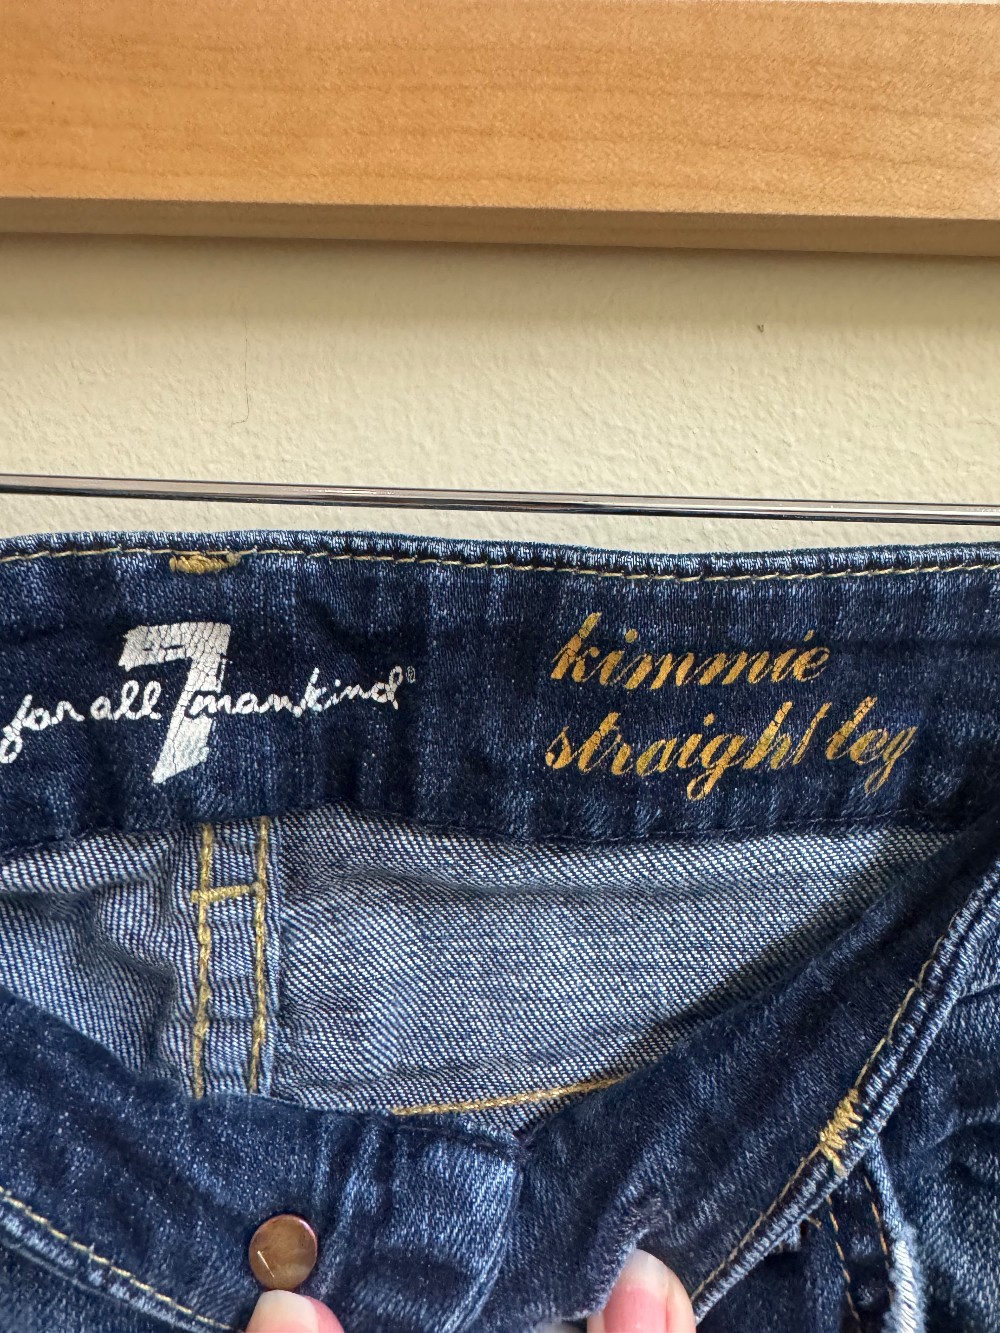 7
for all mankind®
kimmie
straight leg